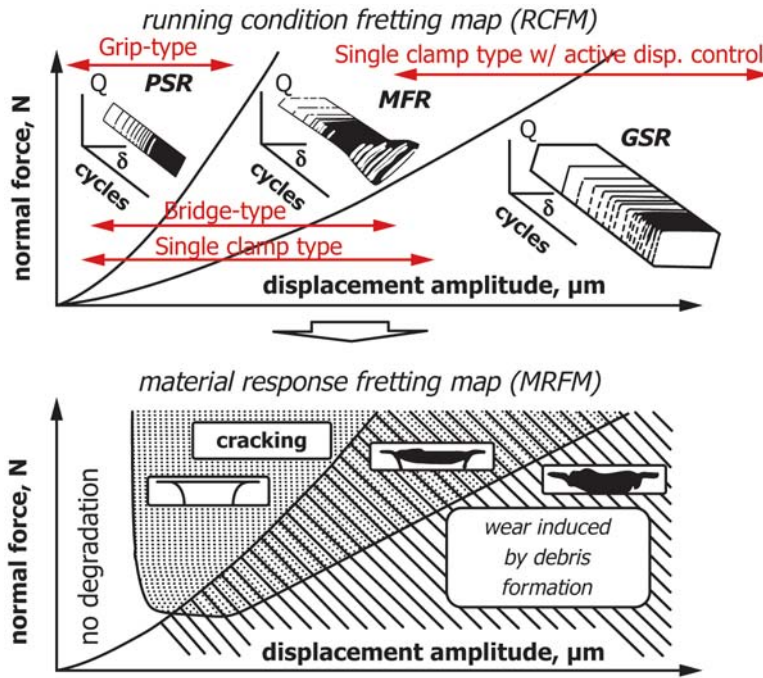 running condition fretting map (RCFM)
Grip-type
Single clamp type w/ active disp. control
Q
PSR
δ
cycles
Q
MFR
δ
cycles
Q
GSR
δ
cycles
Bridge-type
Single clamp type
normal force, N
displacement amplitude, µm
material response fretting map (MRFM)
normal force, N
no degradation
cracking
wear induced
by debris
formation
displacement amplitude, µm